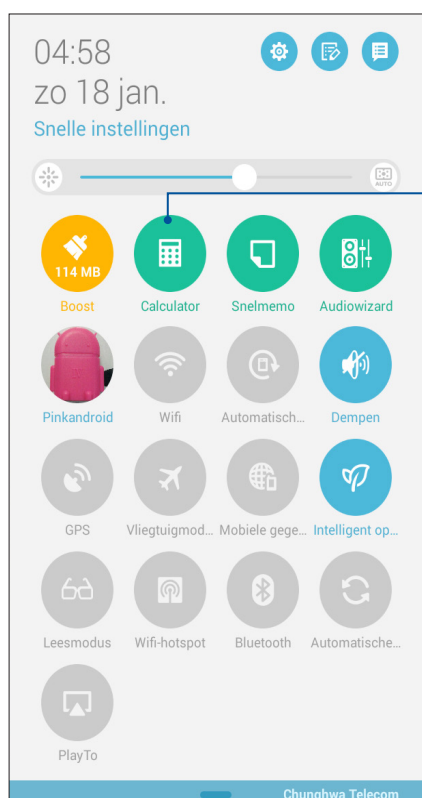 04:58
zo 18 jan.
Snelle instellingen
AUTO
114 MB
Boost Calculator Snelmemo Audiowizard
Pinkandroid Wifi Automatisch... Dempen
GPS Vliegtuigmod... Mobiele gege... Intelligent op...
Leesmodus Wifi-hotspot Bluetooth Automatische...
PlayTo
Chunghwa Telecom